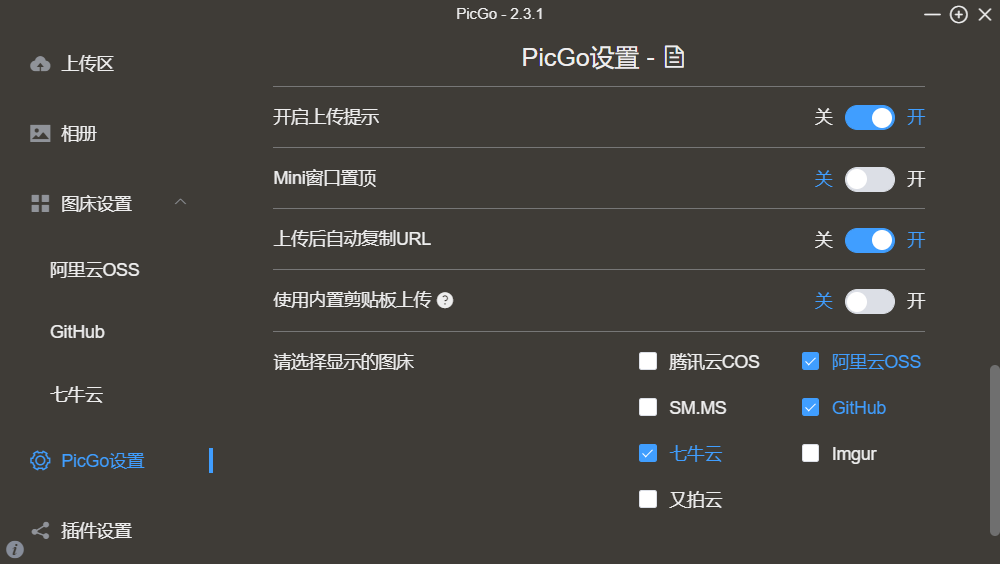 PicGo - 2.3.1
上传区
相册
图床设置
阿里云OSS
GitHub
七牛云
PicGo设置
插件设置
PicGo设置 -
开启上传提示 关 开
Mini窗口置顶 关 开
上传后自动复制URL 关 开
使用内置剪贴板上传 ? 关 开
请选择显示的图床 腾讯云COS 阿里云OSS
SM.MS GitHub
七牛云 Imgur
又拍云